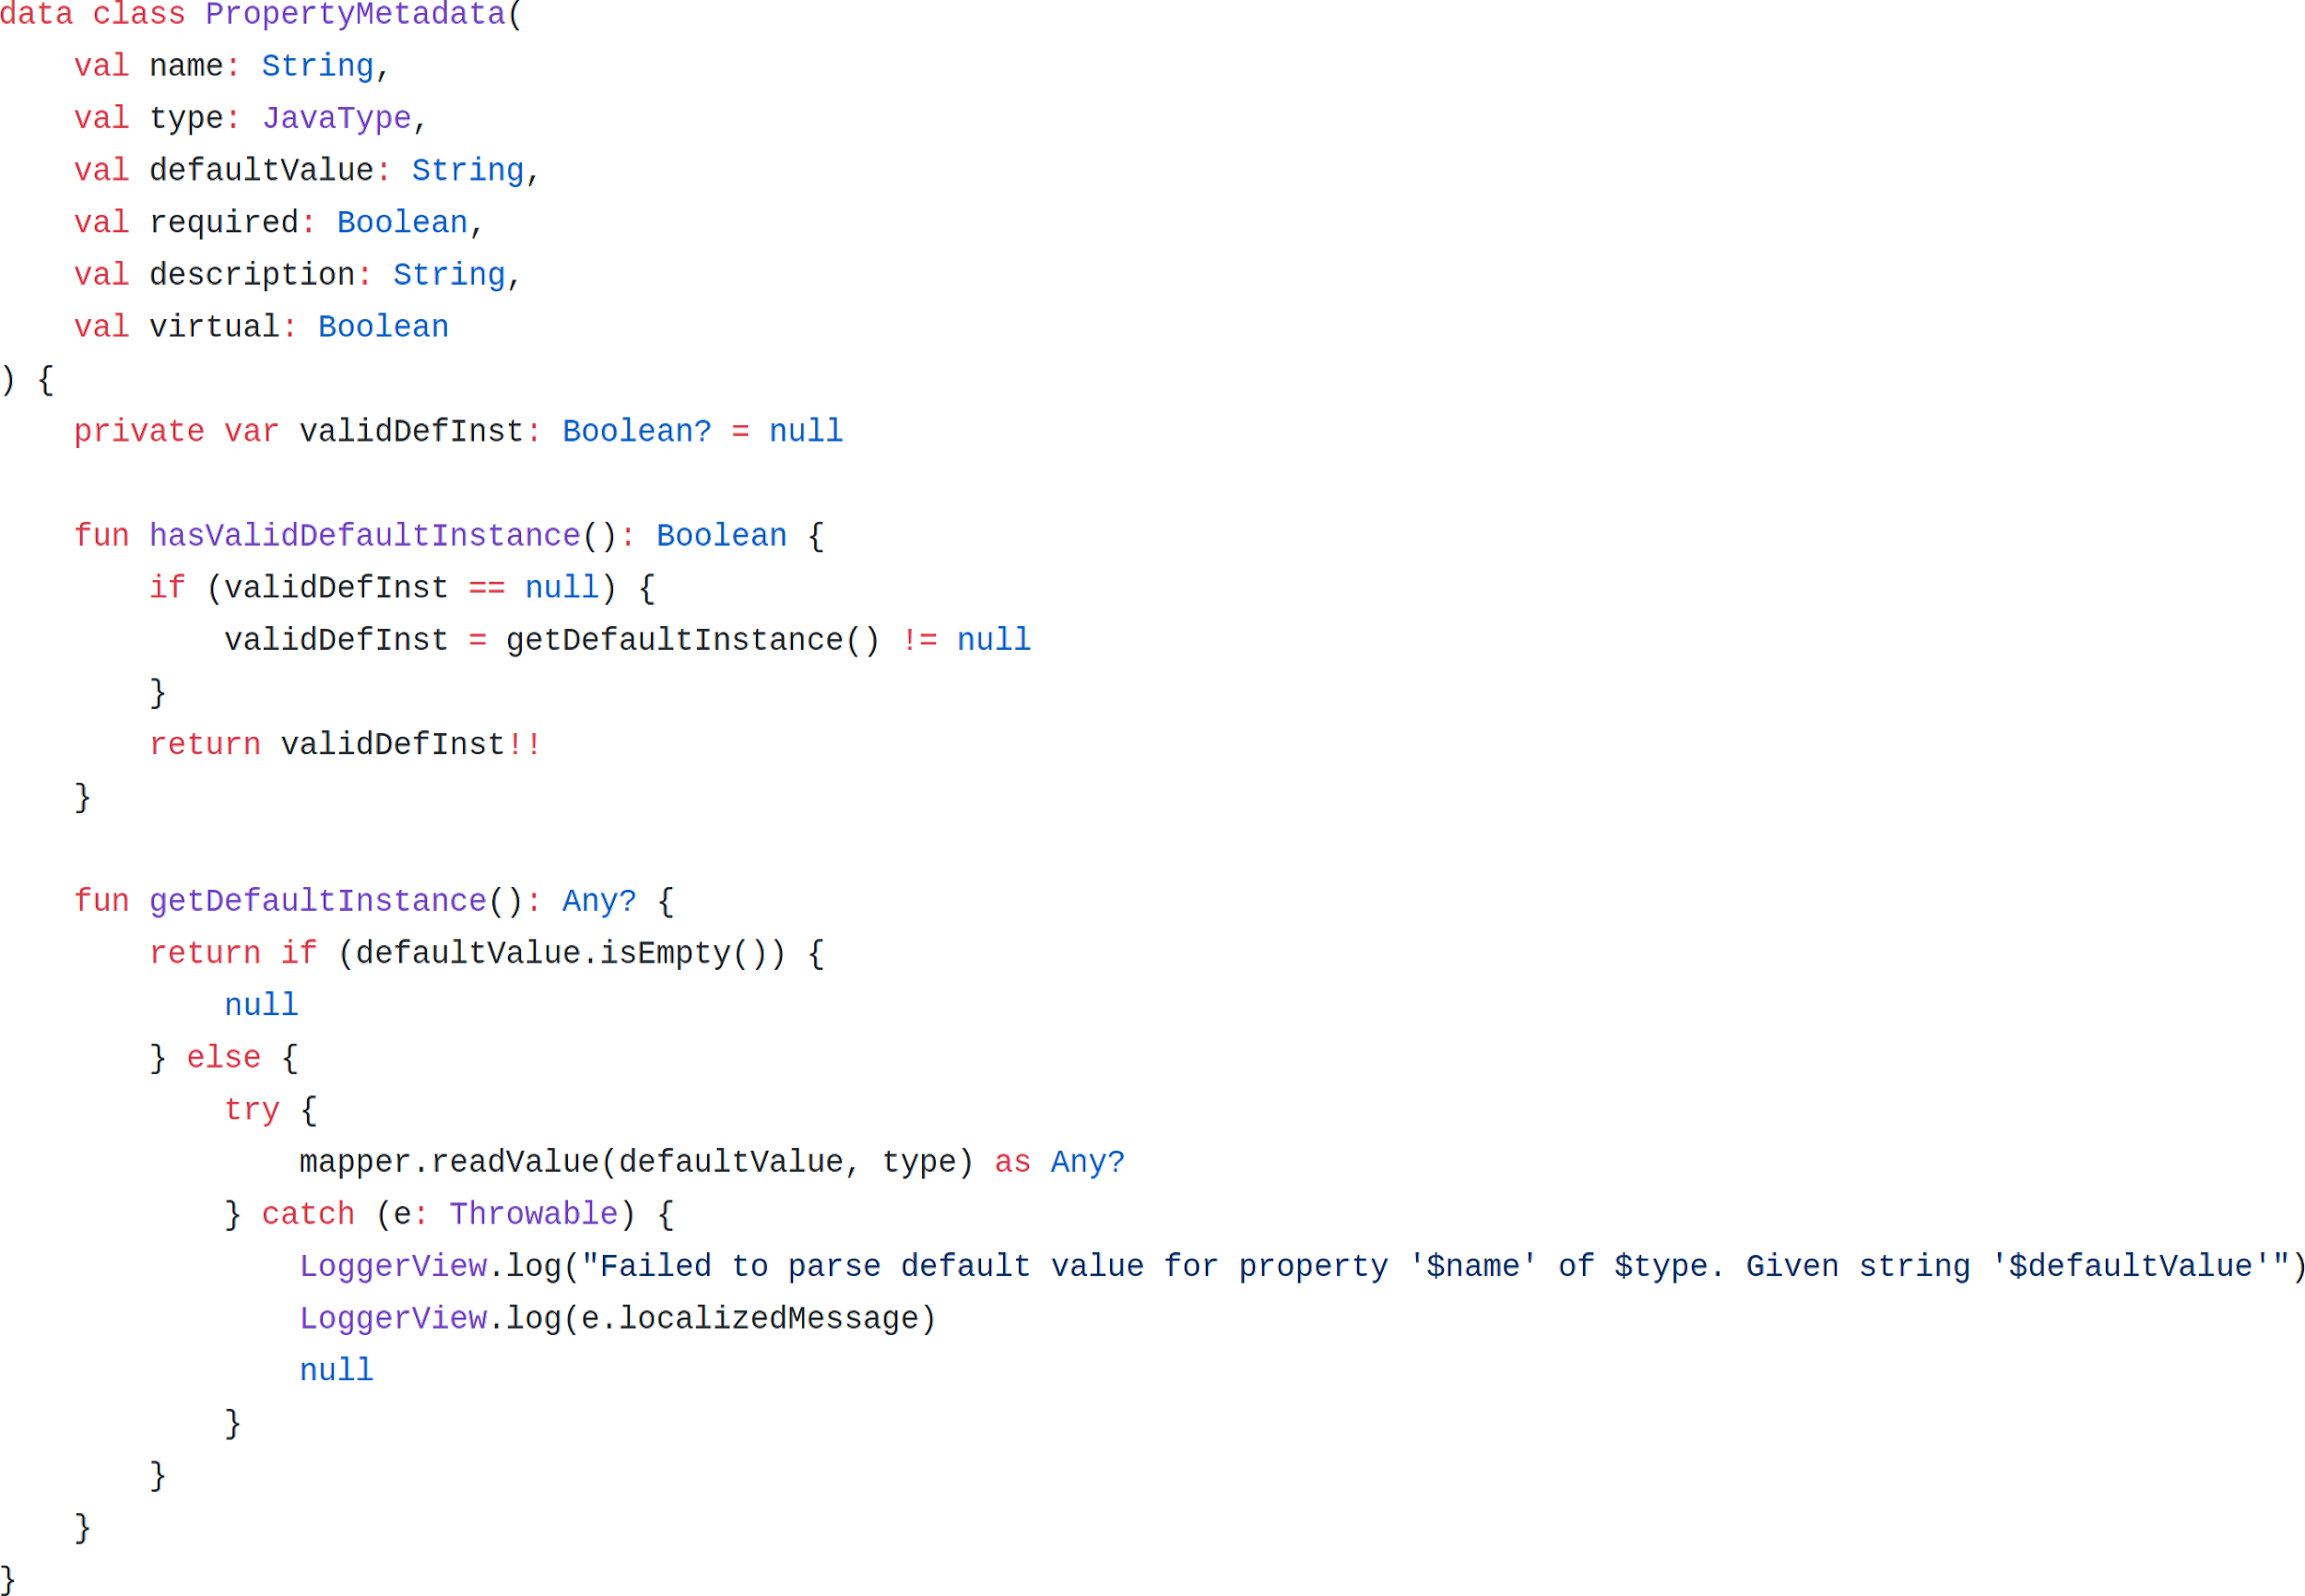 data class PropertyMetadata(
    val name: String,
    val type: JavaType,
    val defaultValue: String,
    val required: Boolean,
    val description: String,
    val virtual: Boolean
) {
    private var validDefInst: Boolean? = null

    fun hasValidDefaultInstance(): Boolean {
        if (validDefInst == null) {
            validDefInst = getDefaultInstance() != null
        }
        return validDefInst!!
    }

    fun getDefaultInstance(): Any? {
        return if (defaultValue.isEmpty()) {
            null
        } else {
            try {
                mapper.readValue(defaultValue, type) as Any?
            } catch (e: Throwable) {
                LoggerView.log("Failed to parse default value for property '$name' of $type. Given string '$defaultValue'")
                LoggerView.log(e.localizedMessage)
                null
            }
        }
    }
}